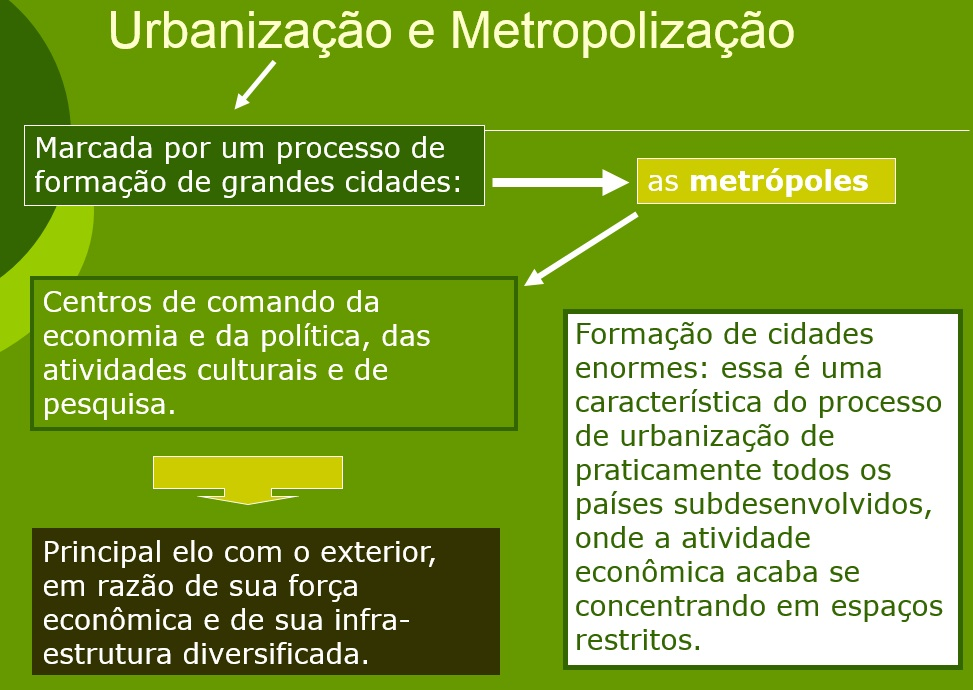 Urbanização e Metropolização
Marcada por um processo de
formação de grandes cidades:
as metrópoles
Centros de comando da
economia e da política, das
atividades culturais e de
pesquisa.
Formação de cidades
enormes: essa é uma
característica do processo
de urbanização de
praticamente todos os
países subdesenvolvidos,
onde a atividade
econômica acaba se
concentrando em espaços
restritos.
Principal elo com o exterior,
em razão de sua força
econômica e de sua infra-
estrutura diversificada.